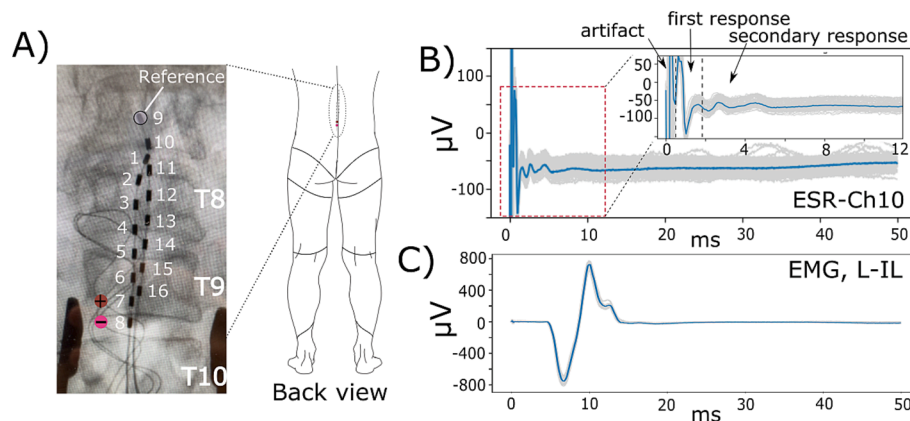 A)
Reference
9
10
1
11
2
12
T8
3
13
4
14
5
15
T9
6
16
+
7
−
8
T10
Back view
B)
artifact
first response
secondary response
100
0
-100
µV
50
0
-50
-100
0 4 8 12
ESR-Ch10
0 10 20 30 40 50
ms
C)
EMG, L-IL
800
400
0
-400
-800
µV
0 10 20 30 40 50
ms